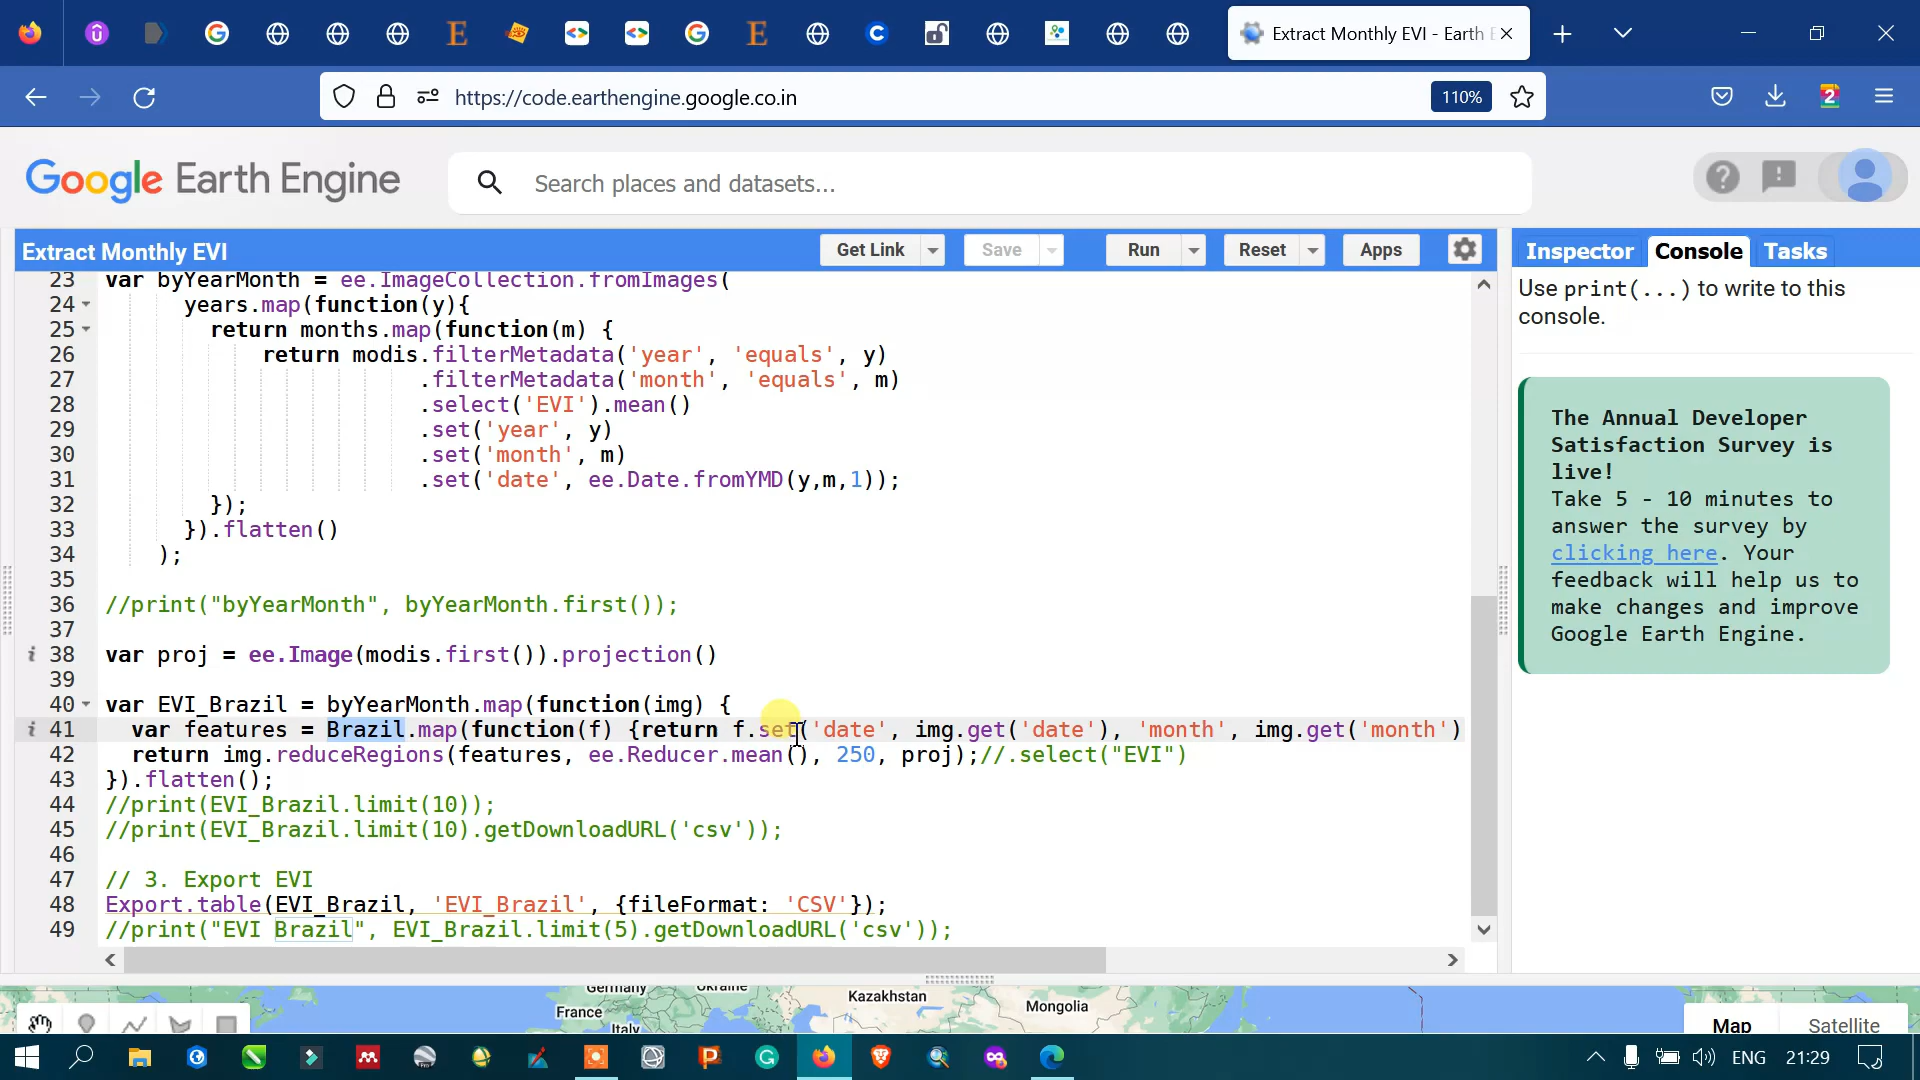 Extract Monthly EVI - Earth E
https://code.earthengine.google.co.in
110%
2
Google Earth Engine
Search places and datasets...
Extract Monthly EVI
Get Link
Save
Run
Reset
Apps
Inspector
Console
Tasks
23 var byYearMonth = ee.ImageCollection.fromImages(
24 years.map(function(y){
25 return months.map(function(m) {
26 return modis.filterMetadata('year', 'equals', y)
27 .filterMetadata('month', 'equals', m)
28 .select('EVI').mean()
29 .set('year', y)
30 .set('month', m)
31 .set('date', ee.Date.fromYMD(y,m,1));
32 });
33 }).flatten()
34 );
35
36 //print("byYearMonth", byYearMonth.first());
37
38 var proj = ee.Image(modis.first()).projection()
39
40 var EVI_Brazil = byYearMonth.map(function(img) {
41 var features = Brazil.map(function(f) {return f.set('date', img.get('date'), 'month', img.get('month')
42 return img.reduceRegions(features, ee.Reducer.mean(), 250, proj);//.select("EVI")
43 }).flatten();
44 //print(EVI_Brazil.limit(10));
45 //print(EVI_Brazil.limit(10).getDownloadURL('csv'));
46
47 // 3. Export EVI
48 Export.table(EVI_Brazil, 'EVI_Brazil', {fileFormat: 'CSV'});
49 //print("EVI Brazil", EVI_Brazil.limit(5).getDownloadURL('csv'));
Use print(...) to write to this
console.
The Annual Developer
Satisfaction Survey is
live!
Take 5 - 10 minutes to
answer the survey by
clicking here. Your
feedback will help us to
make changes and improve
Google Earth Engine.
Germany
Ukraine
France
Italy
Kazakhstan
Mongolia
Map
Satellite
ENG
21:29